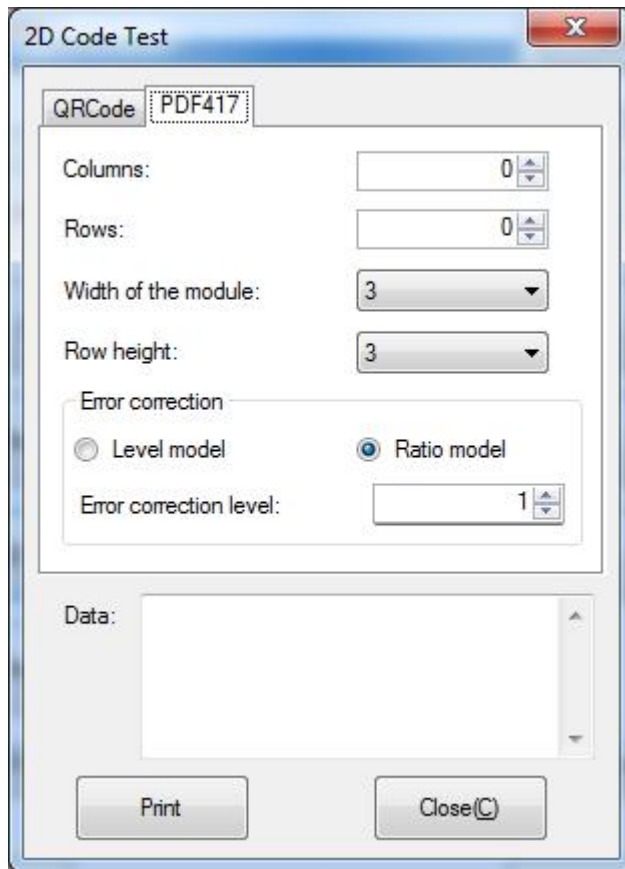 2D Code Test
QRCode PDF417
Columns: 0
Rows: 0
Width of the module: 3
Row height: 3
Error correction
Level model Ratio model
Error correction level: 1
Data:
Print Close(C)